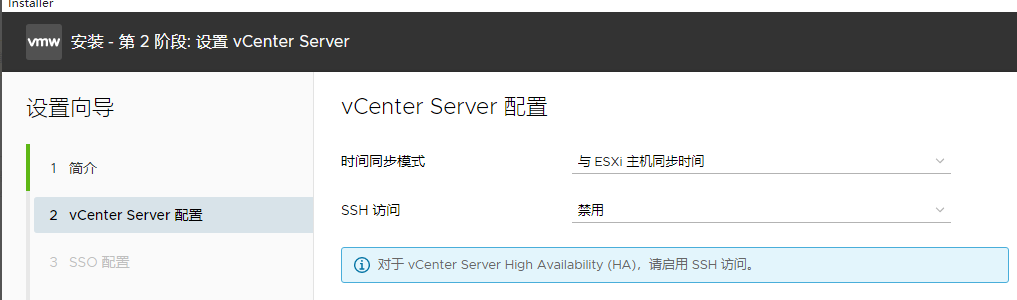 Installer
vmw 安装 - 第 2 阶段: 设置 vCenter Server
设置向导
1 简介
2 vCenter Server 配置
3 SSO 配置
vCenter Server 配置
时间同步模式 与 ESXi 主机同步时间
SSH 访问 禁用
对于 vCenter Server High Availability (HA)，请启用 SSH 访问。